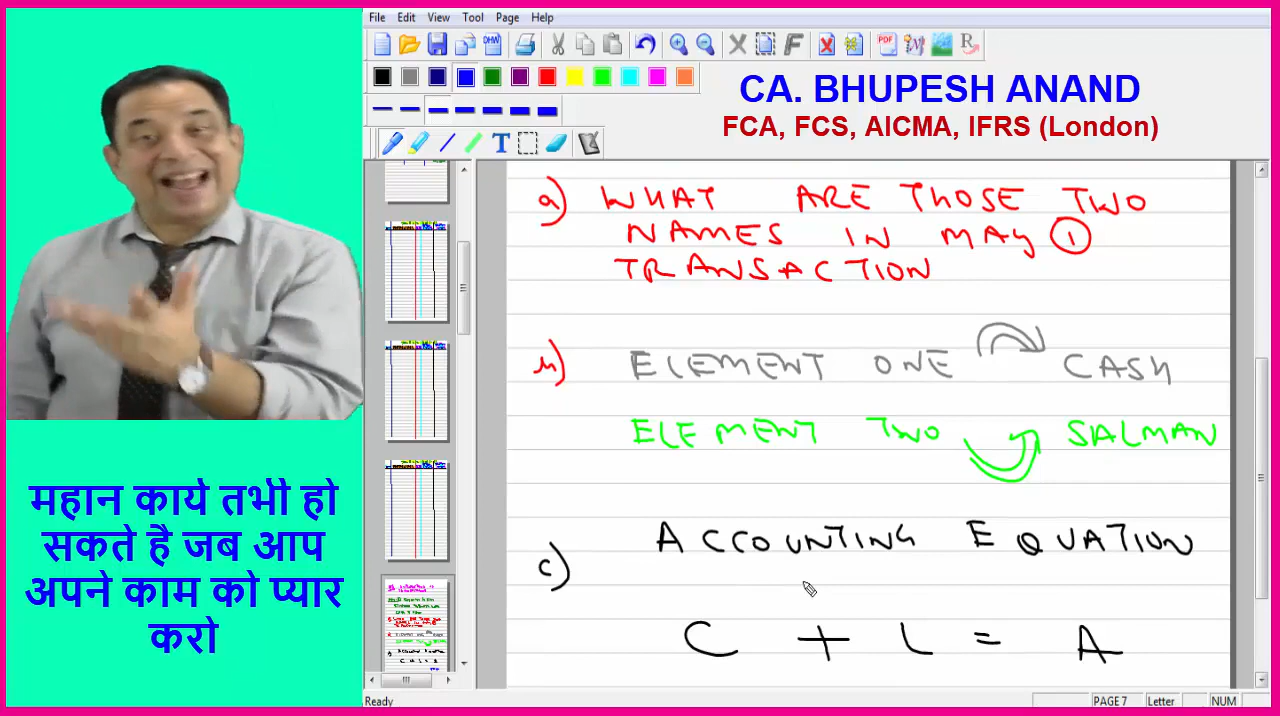 File Edit View Tool Page Help
CA. BHUPESH ANAND
FCA, FCS, AICMA, IFRS (London)
a) WHAT ARE THOSE TWO
NAMES IN MAY 1
TRANSACTION
b) ELEMENT ONE CASH
ELEMENT TWO SALMAN
c) ACCOUNTING EQUATION
C + L = A
महान कार्य तभी हो
सकते है जब आप
अपने काम को प्यार
करो
Ready PAGE 7 Letter NUM